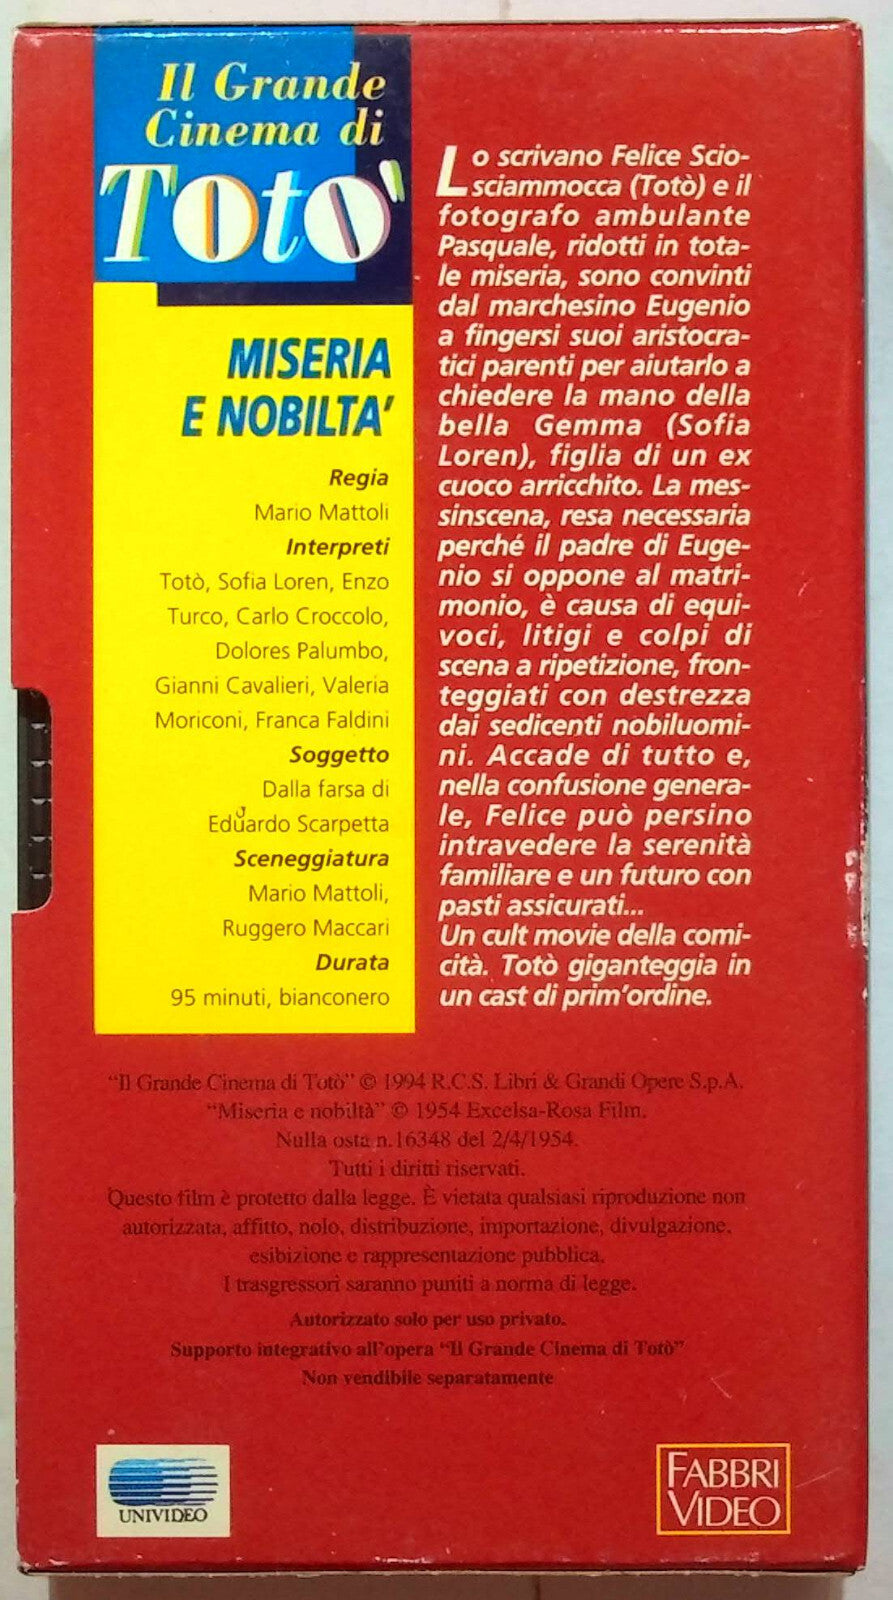 Il Grande
Cinema di
Totò
MISERIA
E NOBILTA'
Regia
Mario Mattoli
Interpreti
Totò, Sofia Loren, Enzo
Turco, Carlo Croccolo,
Dolores Palumbo,
Gianni Cavalieri, Valeria
Moriconi, Franca Faldini
Soggetto
Dalla farsa di
Eduardo Scarpetta
Sceneggiatura
Mario Mattoli,
Ruggero Maccari
Durata
95 minuti, bianconero
Lo scrivano Felice Scio-
sciammocca (Totò) e il
fotografo ambulante
Pasquale, ridotti in tota-
le miseria, sono convinti
dal marchesino Eugenio
a fingersi suoi aristocra-
tici parenti per aiutarlo a
chiedere la mano della
bella Gemma (Sofia
Loren), figlia di un ex
cuoco arricchito. La mes-
sinscena, resa necessaria
perché il padre di Euge-
nio si oppone al matri-
monio, è causa di equi-
voci, litigi e colpi di
scena a ripetizione, fron-
teggiati con destrezza
dai sedicenti nobiluomi-
ni. Accade di tutto e,
nella confusione genera-
le, Felice può persino
intravedere la serenità
familiare e un futuro con
pasti assicurati...
Un cult movie della comi-
cità. Totò giganteggia in
un cast di prim'ordine.
"Il Grande Cinema di Totò" © 1994 R.C.S. Libri & Grandi Opere S.p.A.
"Miseria e nobiltà" © 1954 Excelsa-Rosa Film.
Nulla osta n.16348 del 2/4/1954.
Tutti i diritti riservati.
Questo film è protetto dalla legge. È vietata qualsiasi riproduzione non
autorizzata, affitto, nolo, distribuzione, importazione, divulgazione,
esibizione e rappresentazione pubblica.
I trasgressori saranno puniti a norma di legge.
Autorizzato solo per uso privato.
Supporto integrativo all'opera "Il Grande Cinema di Totò"
Non vendibile separatamente
UNIVIDEO
FABBRI
VIDEO